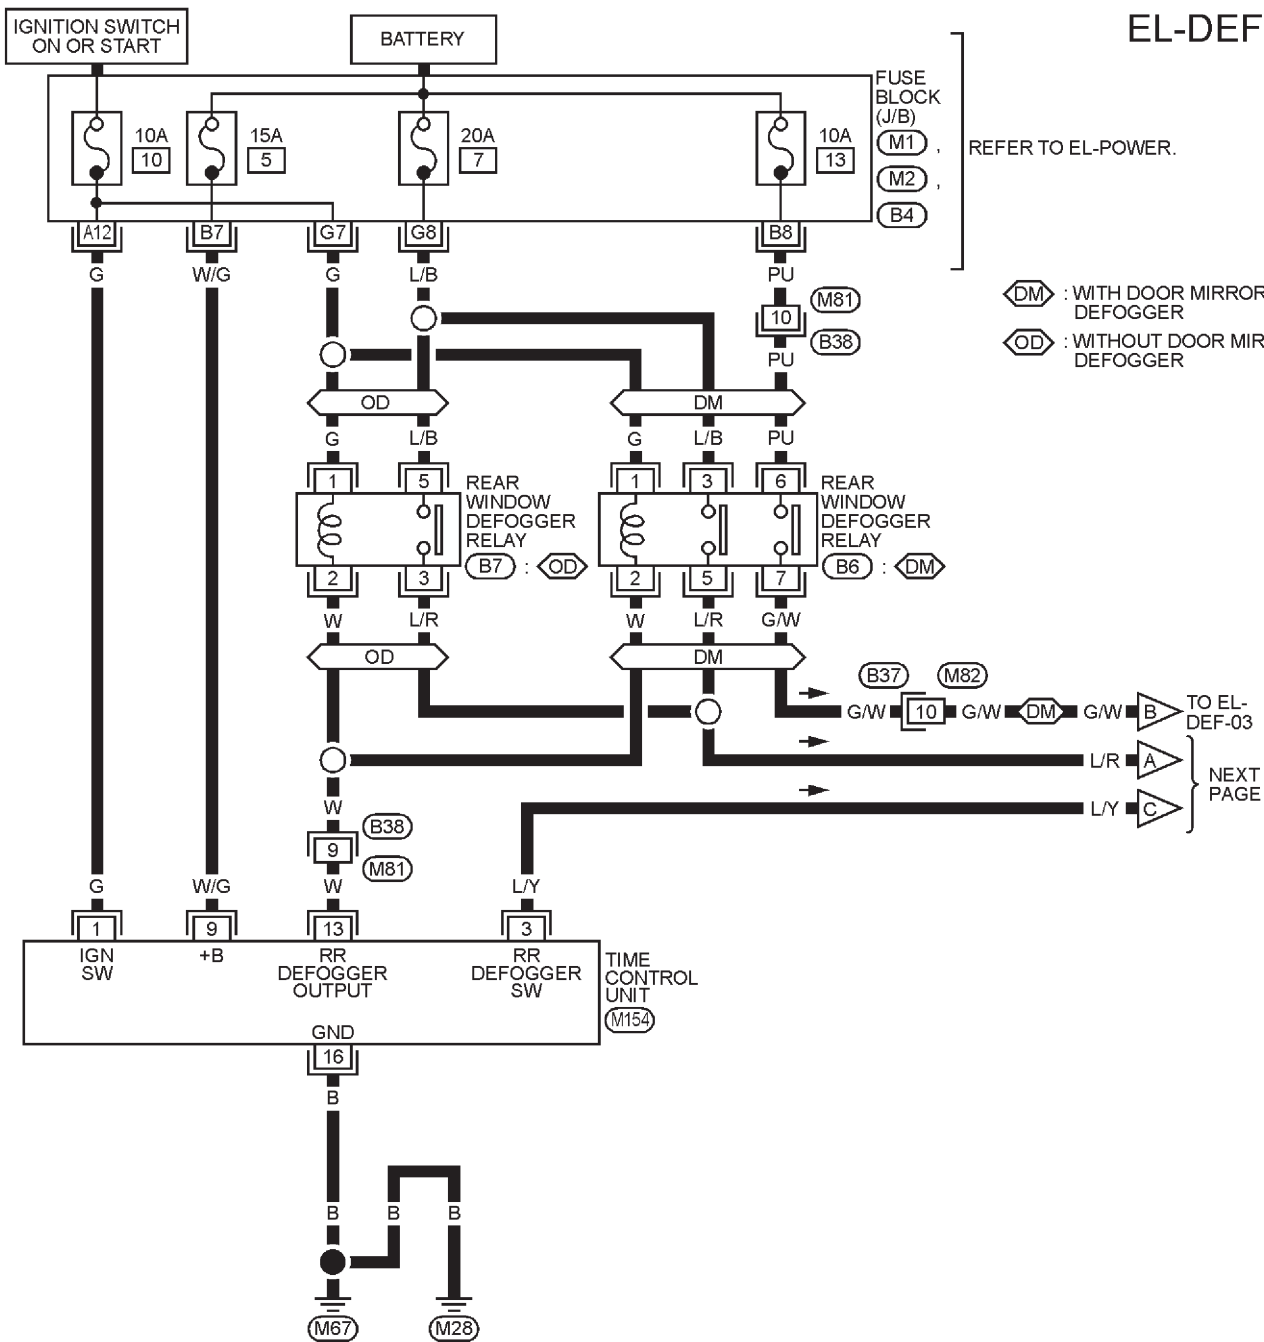 EL-DEF
IGNITION SWITCH
ON OR START
BATTERY
FUSE
BLOCK
(J/B)
M1 ,
M2 ,
B4
REFER TO EL-POWER.
10A
10
15A
5
20A
7
10A
13
A12
B7
G7
G8
B8
G
W/G
G
L/B
PU
10
M81
B38
PU
DM : WITH DOOR MIRROR
DEFOGGER
OD : WITHOUT DOOR MIR
DEFOGGER
OD
DM
G
L/B
G
L/B
PU
1
5
REAR
WINDOW
DEFOGGER
RELAY
B7 : OD
1
3
6
REAR
WINDOW
DEFOGGER
RELAY
B6 : DM
2
3
2
5
7
W
L/R
W
L/R
G/W
OD
DM
B37
M82
G/W
10
G/W
DM
G/W
B
TO EL-
DEF-03
L/R
A
NEXT
PAGE
L/Y
C
W
B38
9
M81
G
W/G
W
L/Y
1
9
13
3
IGN
SW
+B
RR
DEFOGGER
OUTPUT
RR
DEFOGGER
SW
TIME
CONTROL
UNIT
M154
GND
16
B
B
B
B
M67
M28